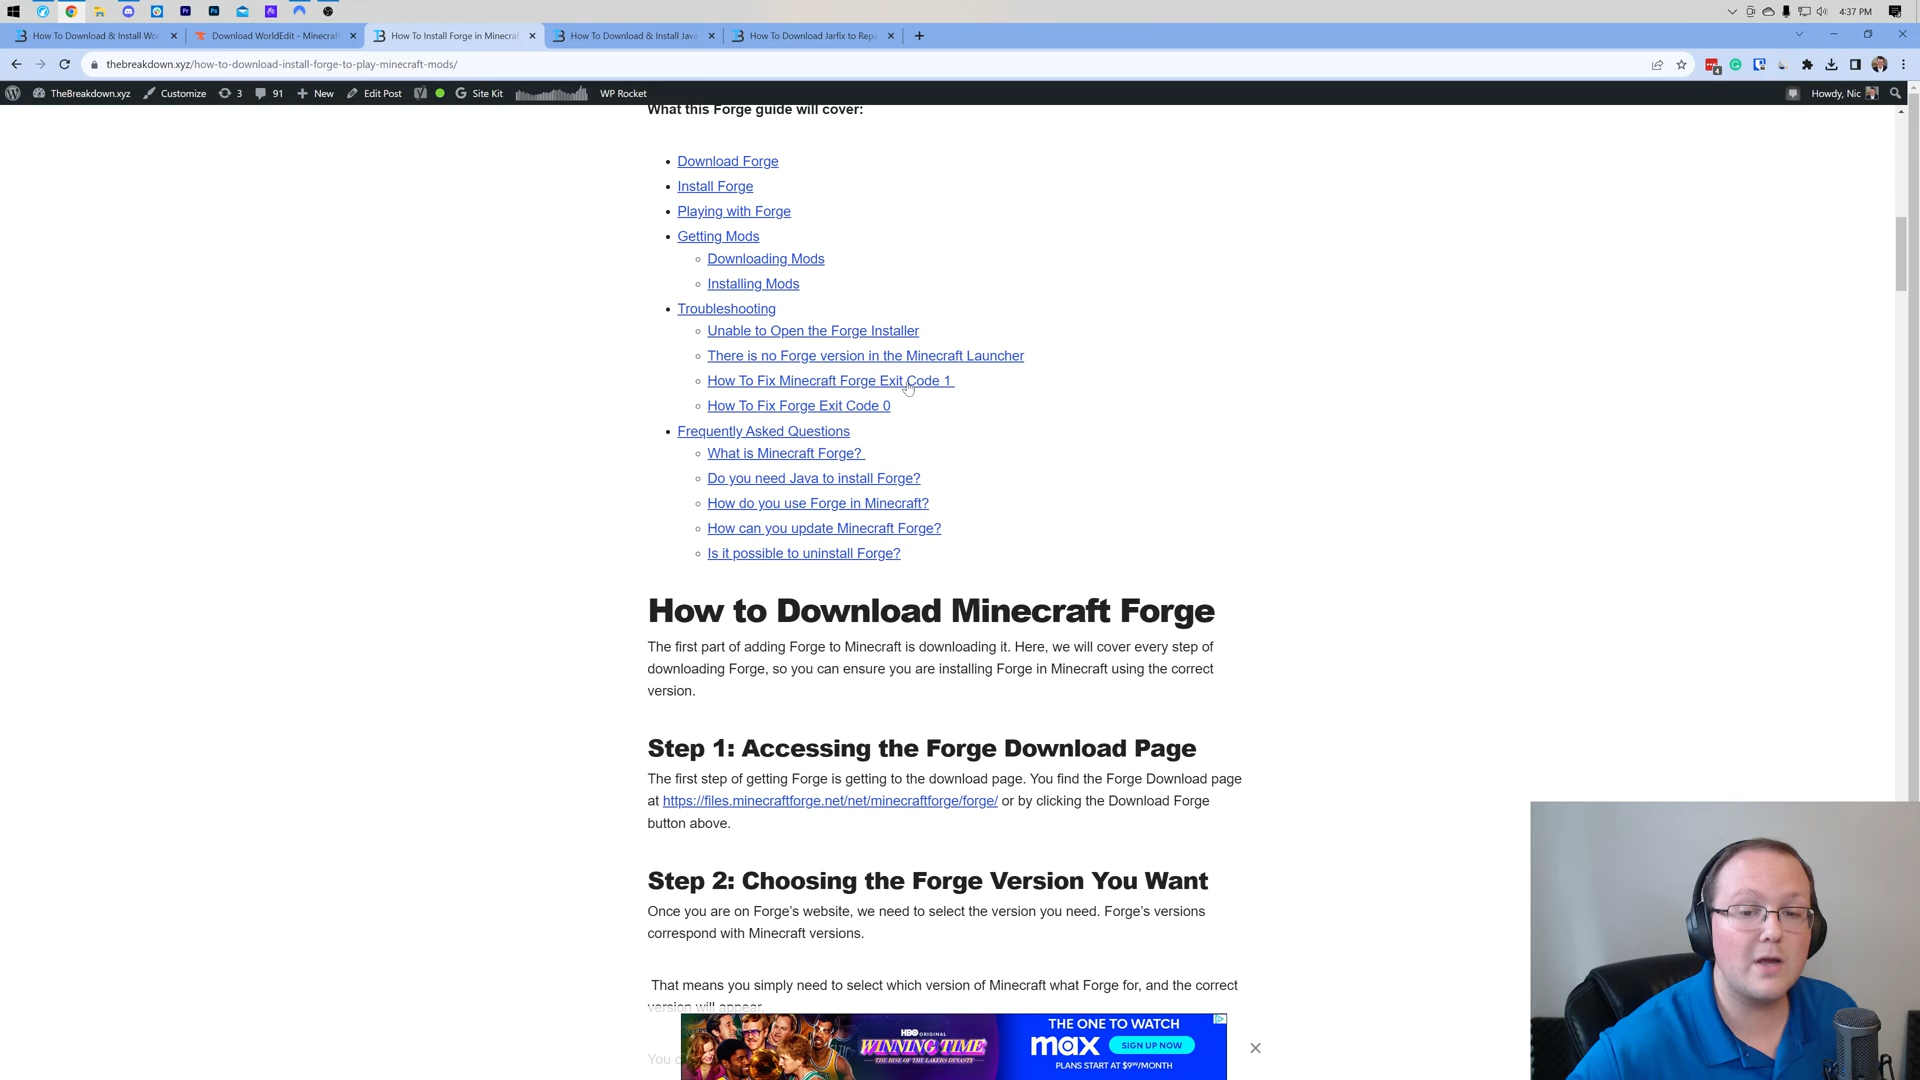 4:37 PM
How To Download & Install Wo
Download WorldEdit - Minecraft
How To Install Forge in Minecraf
How To Download & Install Java
How To Download Jarfix to Repa
thebreakdown.xyz/how-to-download-install-forge-to-play-minecraft-mods/
TheBreakdown.xyz Customize 3 91 New Edit Post Site Kit WP Rocket Howdy, Nic
What this Forge guide will cover:
Download Forge
Install Forge
Playing with Forge
Getting Mods
Downloading Mods
Installing Mods
Troubleshooting
Unable to Open the Forge Installer
There is no Forge version in the Minecraft Launcher
How To Fix Minecraft Forge Exit Code 1
How To Fix Forge Exit Code 0
Frequently Asked Questions
What is Minecraft Forge?
Do you need Java to install Forge?
How do you use Forge in Minecraft?
How can you update Minecraft Forge?
Is it possible to uninstall Forge?
How to Download Minecraft Forge
The first part of adding Forge to Minecraft is downloading it. Here, we will cover every step of
downloading Forge, so you can ensure you are installing Forge in Minecraft using the correct
version.
Step 1: Accessing the Forge Download Page
The first step of getting Forge is getting to the download page. You find the Forge Download page
at https://files.minecraftforge.net/net/minecraftforge/forge/ or by clicking the Download Forge
button above.
Step 2: Choosing the Forge Version You Want
Once you are on Forge's website, we need to select the version you need. Forge's versions
correspond with Minecraft versions.
That means you simply need to select which version of Minecraft what Forge for, and the correct
version will appear.
You
HBO ORIGINAL
WINNING TIME
THE RISE OF THE LAKERS DYNASTY
THE ONE TO WATCH
max SIGN UP NOW
PLANS START AT $9.99/MONTH